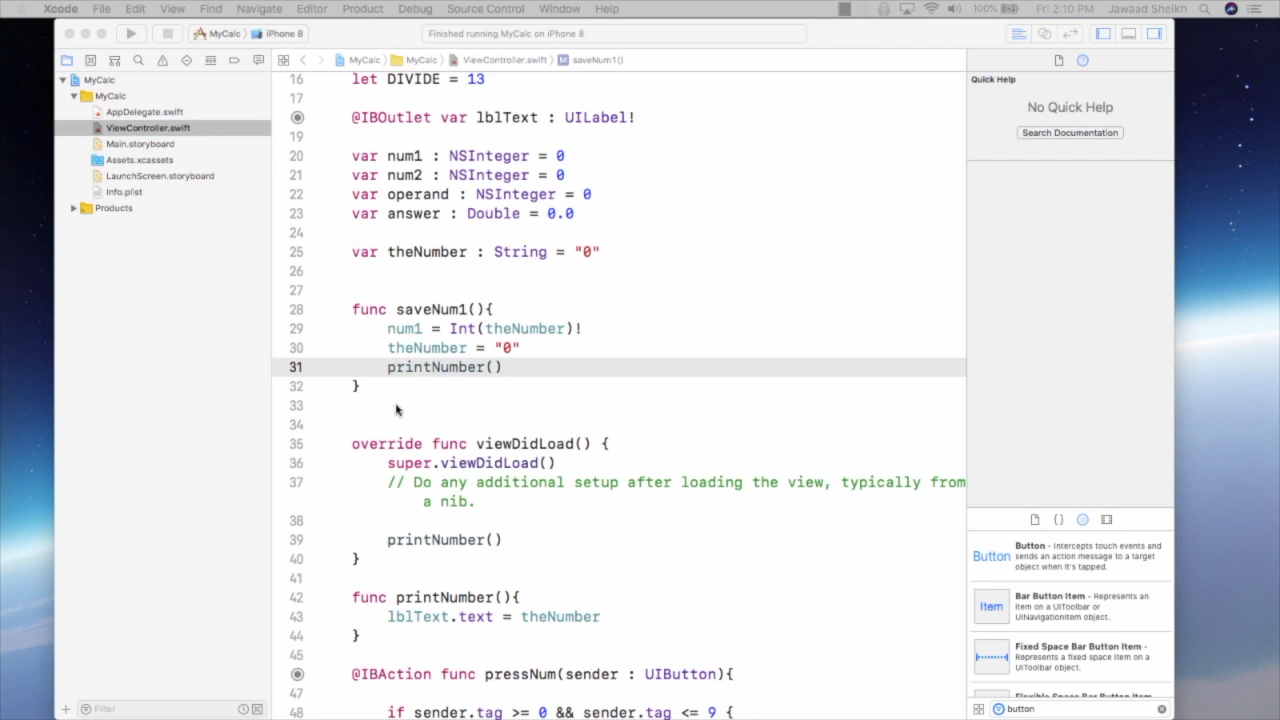 Xcode File Edit View Find Navigate Editor Product Debug Source Control Window Help 100% Fri 2:10 PM Jawaad Sheikh
MyCalc iPhone 8 Finished running MyCalc on iPhone 8
MyCalc MyCalc ViewController.swift M saveNum1()
MyCalc
MyCalc
AppDelegate.swift
ViewController.swift
Main.storyboard
Assets.xcassets
LaunchScreen.storyboard
Info.plist
Products
Filter
16 let DIVIDE = 13
17
18 @IBOutlet var lblText : UILabel!
19
20 var num1 : NSInteger = 0
21 var num2 : NSInteger = 0
22 var operand : NSInteger = 0
23 var answer : Double = 0.0
24
25 var theNumber : String = "0"
26
27
28 func saveNum1(){
29 num1 = Int(theNumber)!
30 theNumber = "0"
31 printNumber()
32 }
33
34
35 override func viewDidLoad() {
36 super.viewDidLoad()
37 // Do any additional setup after loading the view, typically from
a nib.
38
39 printNumber()
40 }
41
42 func printNumber(){
43 lblText.text = theNumber
44 }
45
@IBAction func pressNum(sender : UIButton){
47
48 if sender.tag >= 0 && sender.tag <= 9 {
Quick Help
No Quick Help
Search Documentation
{ }
Button
Button - Intercepts touch events and
sends an action message to a target
object when it's tapped.
Item
Bar Button Item - Represents an
item on a UIToolbar or
UINavigationItem object.
Fixed Space Bar Button Item -
Represents a fixed space item on a
UIToolbar object.
Flexible Space Bar Button Item
button